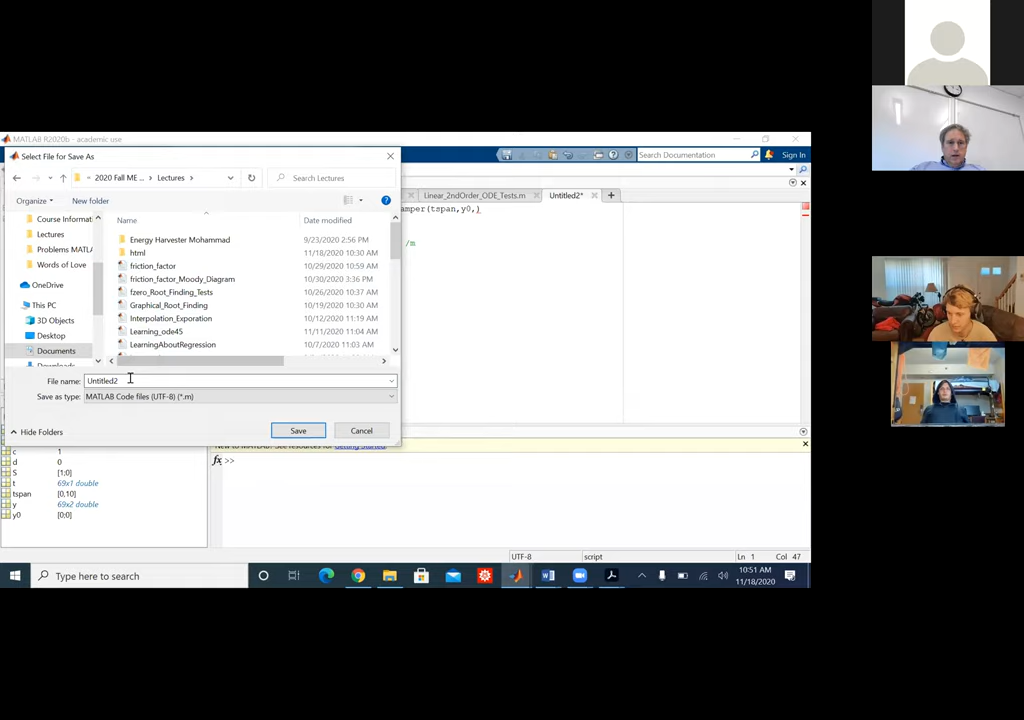 MATLAB R2020b - academic use
Select File for Save As
Search Documentation
Sign In
2020 Fall ME ... > Lectures >
Search Lectures
Linear_2ndOrder_ODE_Tests.m
Untitled2*
Organize
New folder
amper(tspan,y0,)
Course Informat
Name
Date modified
Lectures
Energy Harvester Mohammad
9/23/2020 2:56 PM
/m
Problems MATL
html
11/18/2020 10:30 AM
Words of Love
friction_factor
10/29/2020 10:59 AM
friction_factor_Moody_Diagram
10/30/2020 3:36 PM
OneDrive
fzero_Root_Finding_Tests
10/26/2020 10:37 AM
This PC
Graphical_Root_Finding
10/19/2020 10:30 AM
3D Objects
Interpolation_Exporation
10/12/2020 11:19 AM
Desktop
Learning_ode45
11/11/2020 11:04 AM
Documents
LearningAboutRegression
10/7/2020 11:03 AM
File name:
Untitled2
Save as type:
MATLAB Code files (UTF-8) (*.m)
Hide Folders
Save
Cancel
c 1
d 0
S [1;0]
t 69x1 double
tspan [0,10]
y 69x2 double
y0 [0;0]
fx >>
UTF-8
script
Ln 1
Col 47
Type here to search
10:51 AM
11/18/2020